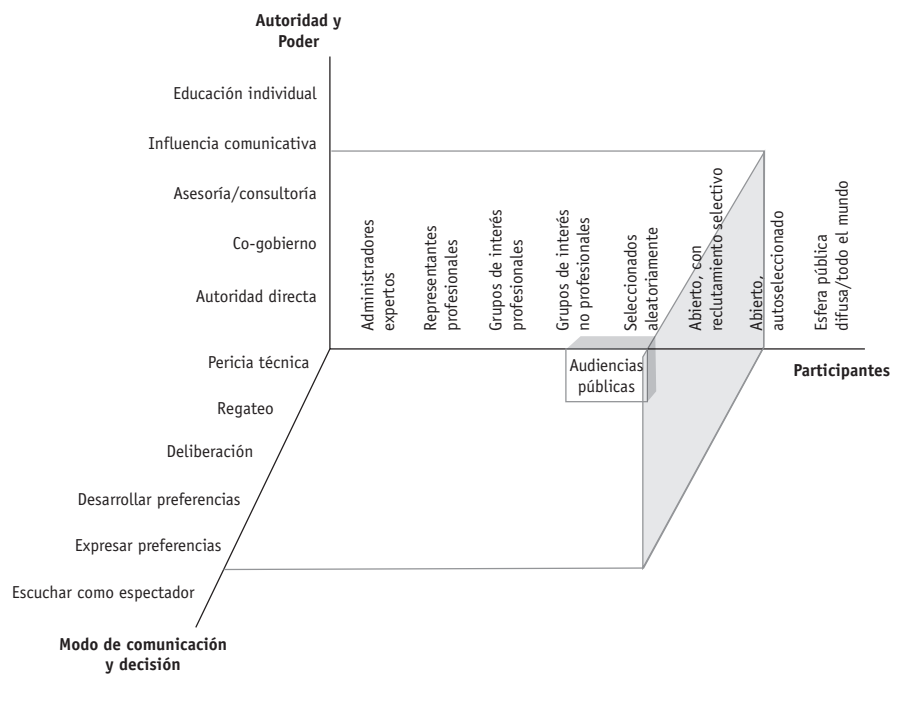 Autoridad y
Poder
Educación individual
Influencia comunicativa
Asesoría/consultoría
Co-gobierno
Autoridad directa
Administradores
expertos
Representantes
profesionales
Grupos de interés
profesionales
Grupos de interés
no profesionales
Seleccionados
aleatoriamente
Abierto, con
reclutamiento selectivo
Abierto,
autoseleccionado
Esfera pública
difusa/todo el mundo
Participantes
Audiencias
públicas
Pericia técnica
Regateo
Deliberación
Desarrollar preferencias
Expresar preferencias
Escuchar como espectador
Modo de comunicación
y decisión